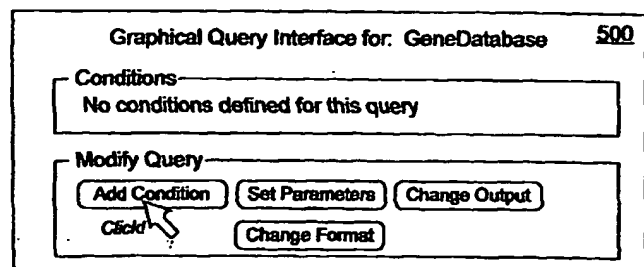 Graphical Query Interface for: GeneDatabase 500
Conditions
No conditions defined for this query
Modify Query
Add Condition Set Parameters Change Output
Click! Change Format